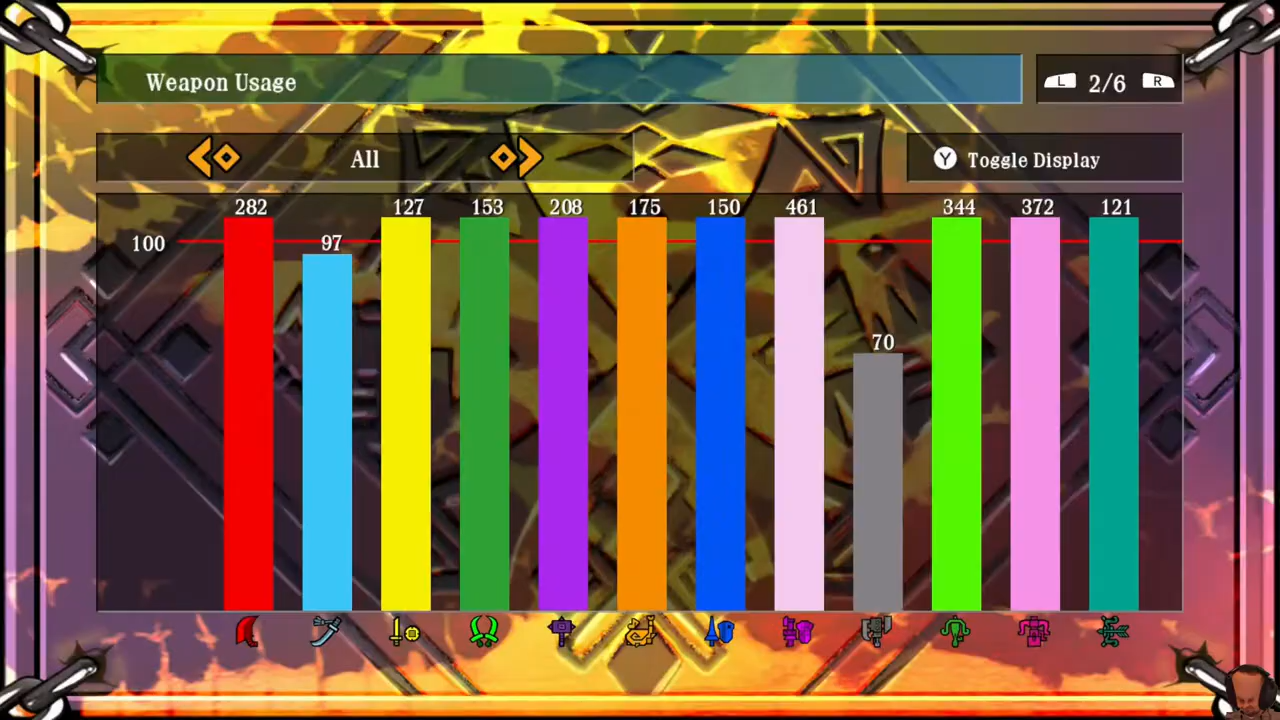 Weapon Usage
L 2/6 R
All
Y Toggle Display
282 97 127 153 208 175 150 461 70 344 372 121
100